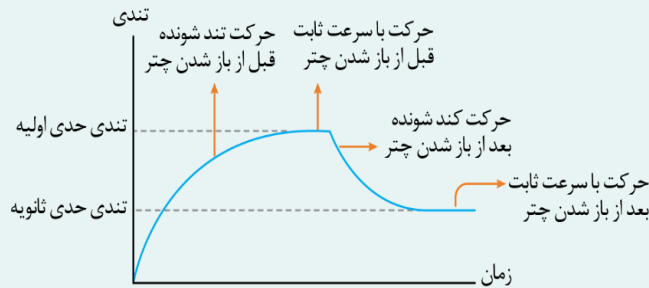 تندی
حرکت با سرعت ثابت
قبل از باز شدن چتر
حرکت تند شونده
قبل از باز شدن چتر
تندی حدی اولیه
حرکت کند شونده
بعد از باز شدن چتر
حرکت با سرعت ثابت
بعد از باز شدن چتر
تندی حدی ثانویه
زمان